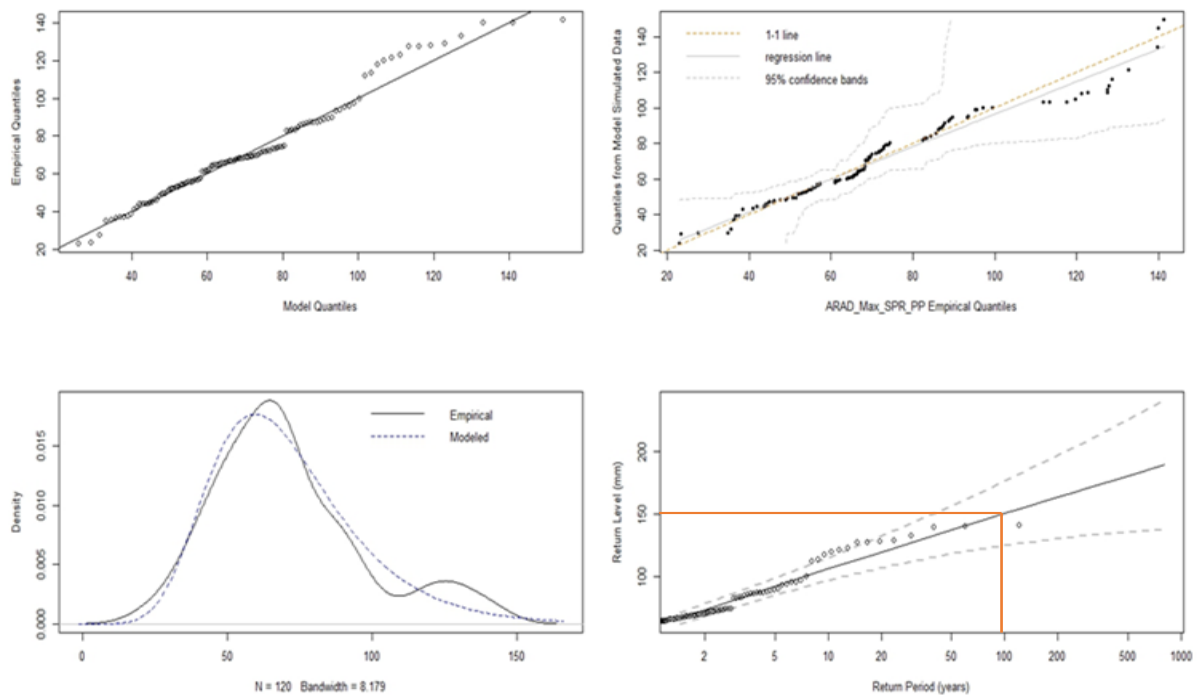 Empirical Quantiles
20 40 60 80 100 120 140
40 60 80 100 120 140
Model Quantiles
Quantiles from Model Simulated Data
20 40 60 80 100 120 140
1-1 line
regression line
95% confidence bands
20 40 60 80 100 120 140
ARAD_Max_SPR_PP Empirical Quantiles
Density
0.000 0.005 0.010 0.015
Empirical
Modeled
0 50 100 150
N = 120 Bandwidth = 8.179
Return Level (mm)
100 150 200
2 5 10 20 50 100 200 500 1000
Return Period (years)